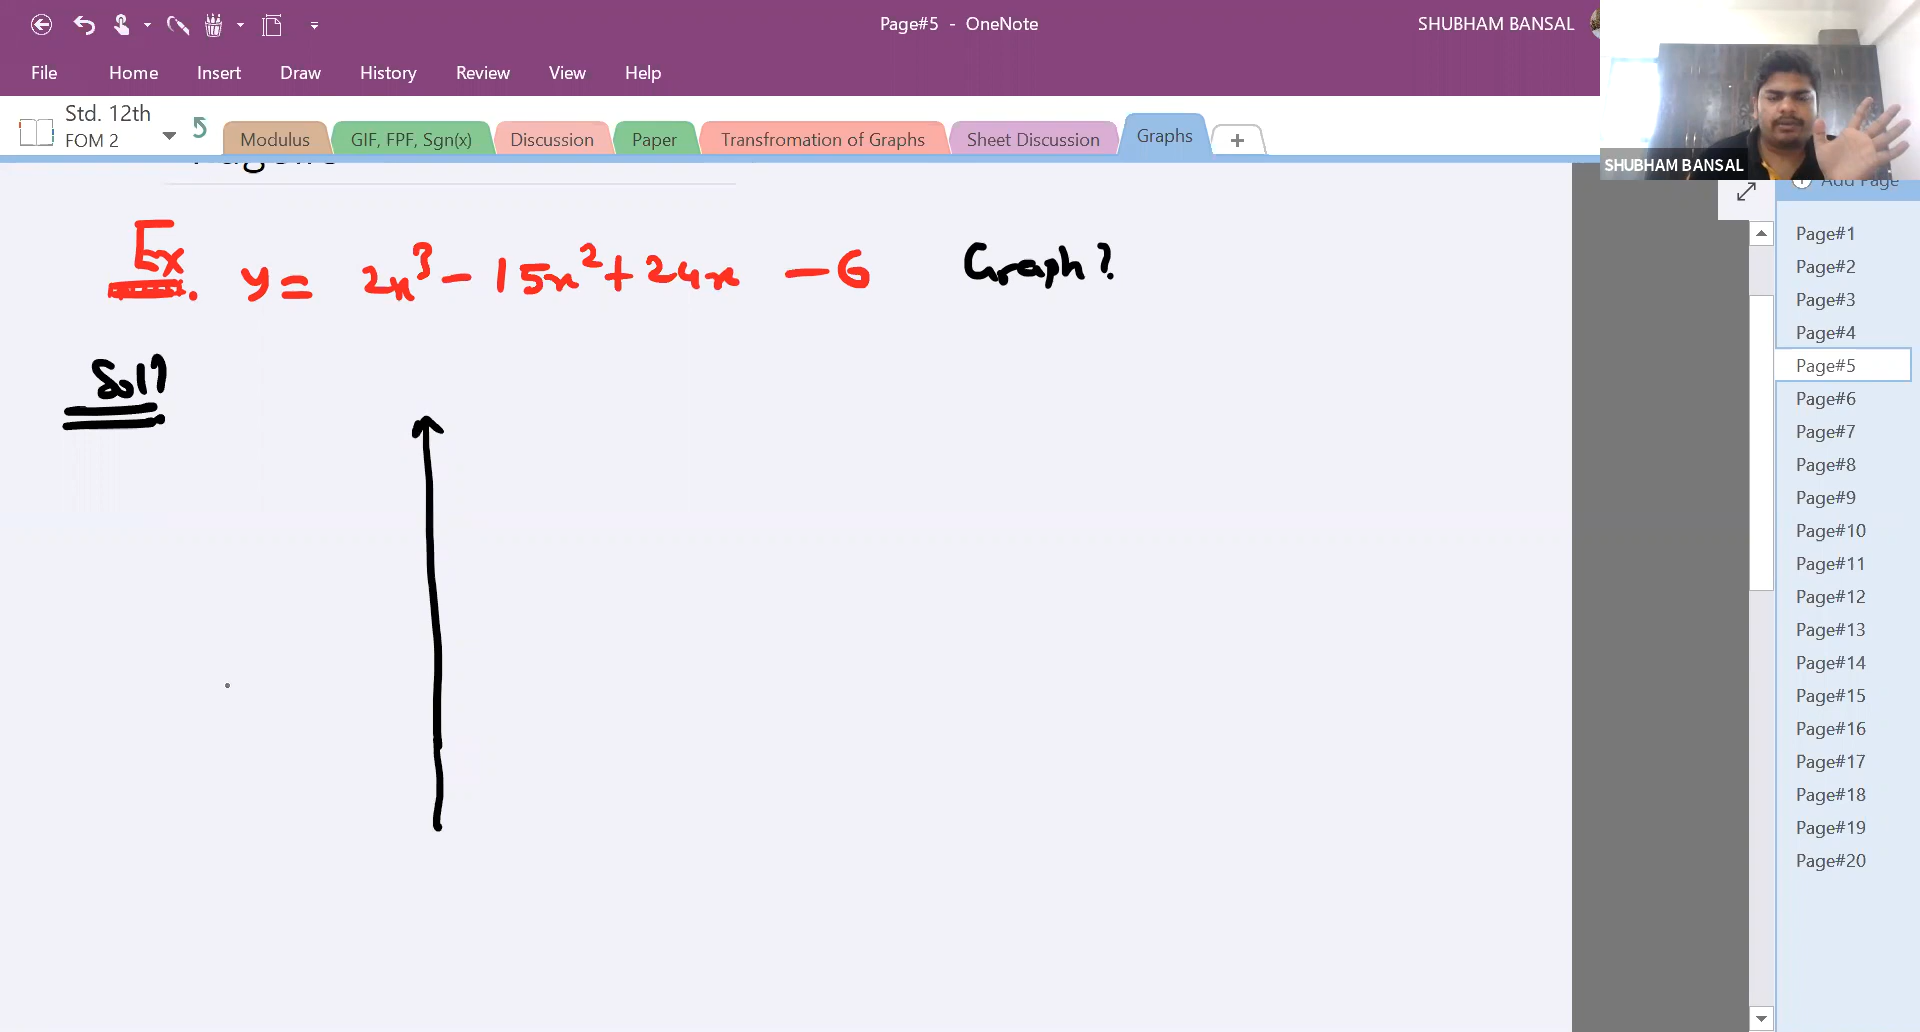 Page#5 - OneNote
SHUBHAM BANSAL
File Home Insert Draw History Review View Help
Std. 12th
FOM 2
Modulus GIF, FPF, Sgn(x) Discussion Paper Transfromation of Graphs Sheet Discussion Graphs +
SHUBHAM BANSAL
Add Page
Ex. y = 2x³ - 15x² + 24x - 6 Graph?
Solⁿ
Page#1
Page#2
Page#3
Page#4
Page#5
Page#6
Page#7
Page#8
Page#9
Page#10
Page#11
Page#12
Page#13
Page#14
Page#15
Page#16
Page#17
Page#18
Page#19
Page#20